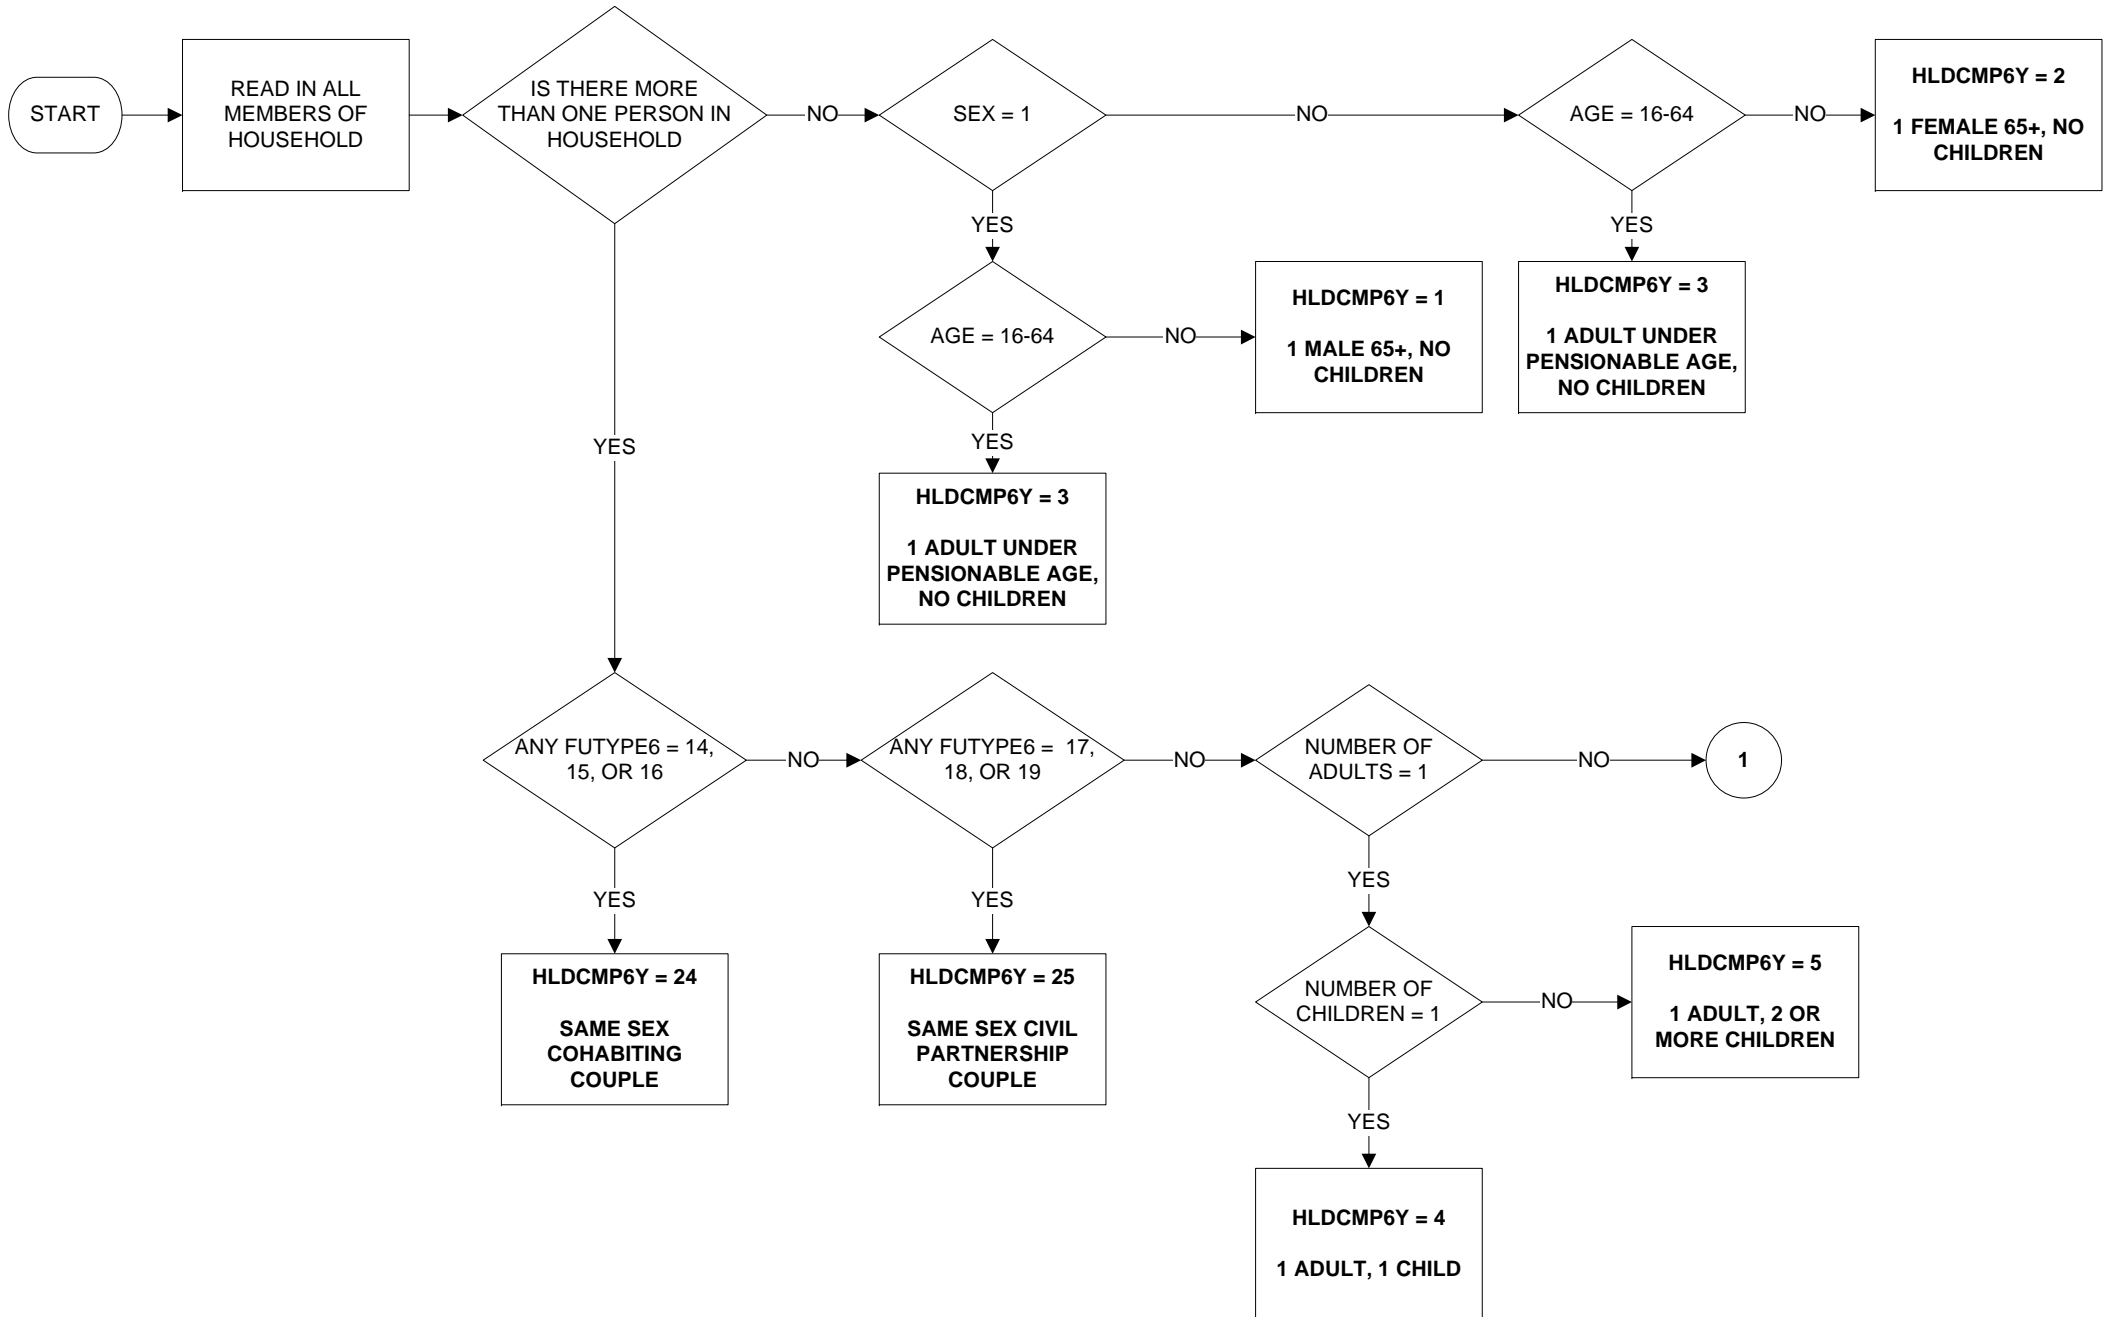 START
READ IN ALL
MEMBERS OF
HOUSEHOLD
IS THERE MORE
THAN ONE PERSON IN
HOUSEHOLD
NO
SEX = 1
NO
AGE = 16-64
NO
HLDCMP6Y = 2
1 FEMALE 65+, NO
CHILDREN
YES
YES
AGE = 16-64
NO
HLDCMP6Y = 1
1 MALE 65+, NO
CHILDREN
HLDCMP6Y = 3
1 ADULT UNDER
PENSIONABLE AGE,
NO CHILDREN
YES
YES
HLDCMP6Y = 3
1 ADULT UNDER
PENSIONABLE AGE,
NO CHILDREN
ANY FUTYPE6 = 14,
15, OR 16
NO
ANY FUTYPE6 = 17,
18, OR 19
NO
NUMBER OF
ADULTS = 1
NO
1
YES
YES
YES
HLDCMP6Y = 24
SAME SEX
COHABITING
COUPLE
HLDCMP6Y = 25
SAME SEX CIVIL
PARTNERSHIP
COUPLE
NUMBER OF
CHILDREN = 1
NO
HLDCMP6Y = 5
1 ADULT, 2 OR
MORE CHILDREN
YES
HLDCMP6Y = 4
1 ADULT, 1 CHILD